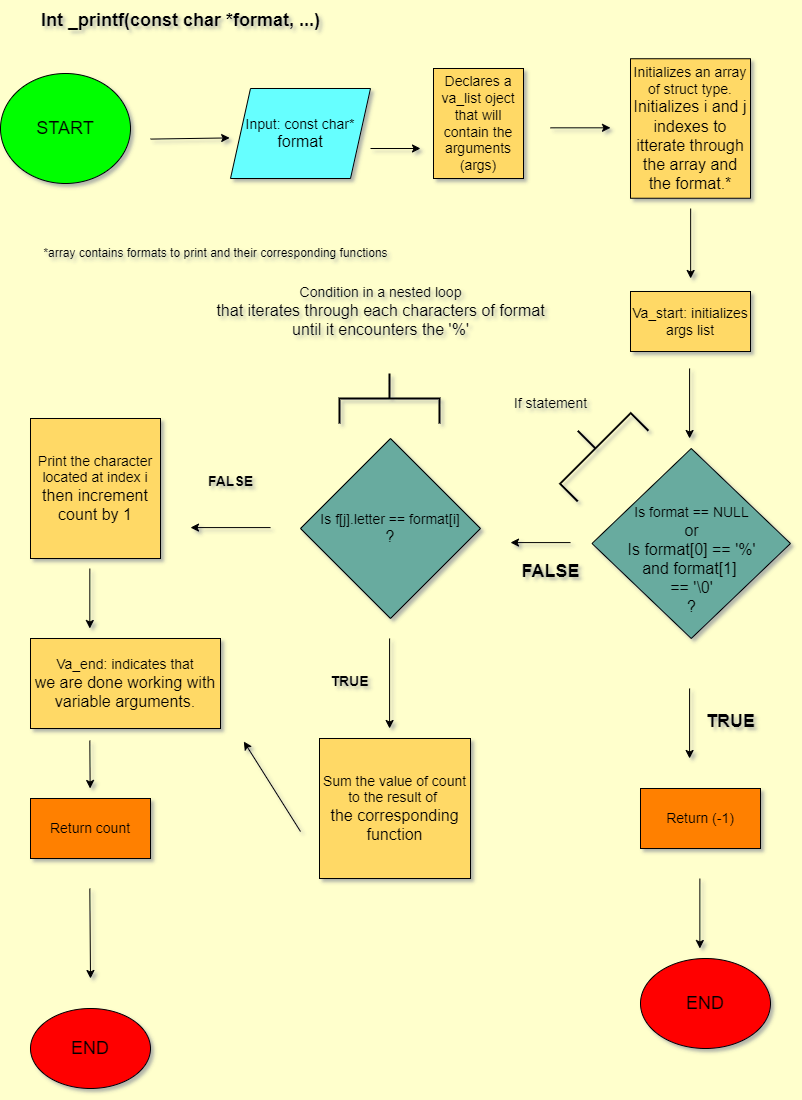 Int _printf(const char *format, ...)
START
Input: const char*
format
Declares a
va_list oject
that will
contain the
arguments
(args)
Initializes an array
of struct type.
Initializes i and j
indexes to
itterate through
the array and
the format.*
*array contains formats to print and their corresponding functions
Condition in a nested loop
that iterates through each characters of format
until it encounters the '%'
Va_start: initializes
args list
If statement
Print the character
located at index i
then increment
count by 1
FALSE
Is f[j].letter == format[i]
?
FALSE
Is format == NULL
or
Is format[0] == '%'
and format[1]
== '\0'
?
Va_end: indicates that
we are done working with
variable arguments.
TRUE
TRUE
Sum the value of count
to the result of
the corresponding
function
Return count
Return (-1)
END
END